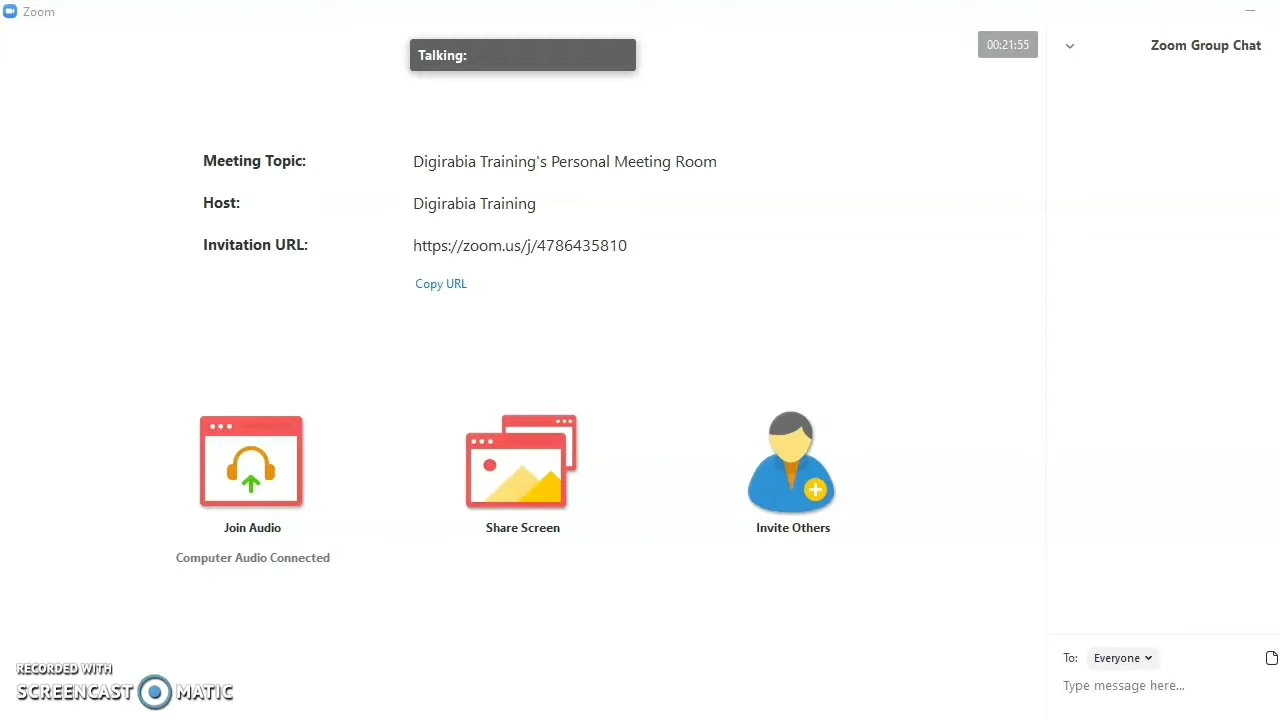 Zoom
Talking:
00:21:55
Zoom Group Chat
Meeting Topic: Digirabia Training's Personal Meeting Room
Host: Digirabia Training
Invitation URL: https://zoom.us/j/4786435810
Copy URL
Join Audio
Share Screen
Invite Others
Computer Audio Connected
To: Everyone
Type message here...
RECORDED WITH
SCREENCAST MATIC